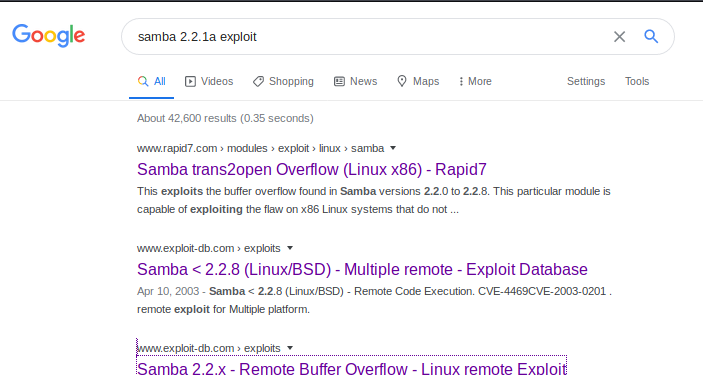 Google
samba 2.2.1a exploit
All Videos Shopping News Maps More Settings Tools
About 42,600 results (0.35 seconds)
www.rapid7.com › modules › exploit › linux › samba
Samba trans2open Overflow (Linux x86) - Rapid7
This exploits the buffer overflow found in Samba versions 2.2.0 to 2.2.8. This particular module is
capable of exploiting the flaw on x86 Linux systems that do not ...
www.exploit-db.com › exploits
Samba < 2.2.8 (Linux/BSD) - Multiple remote - Exploit Database
Apr 10, 2003 - Samba < 2.2.8 (Linux/BSD) - Remote Code Execution. CVE-4469CVE-2003-0201 .
remote exploit for Multiple platform.
www.exploit-db.com › exploits
Samba 2.2.x - Remote Buffer Overflow - Linux remote Exploit